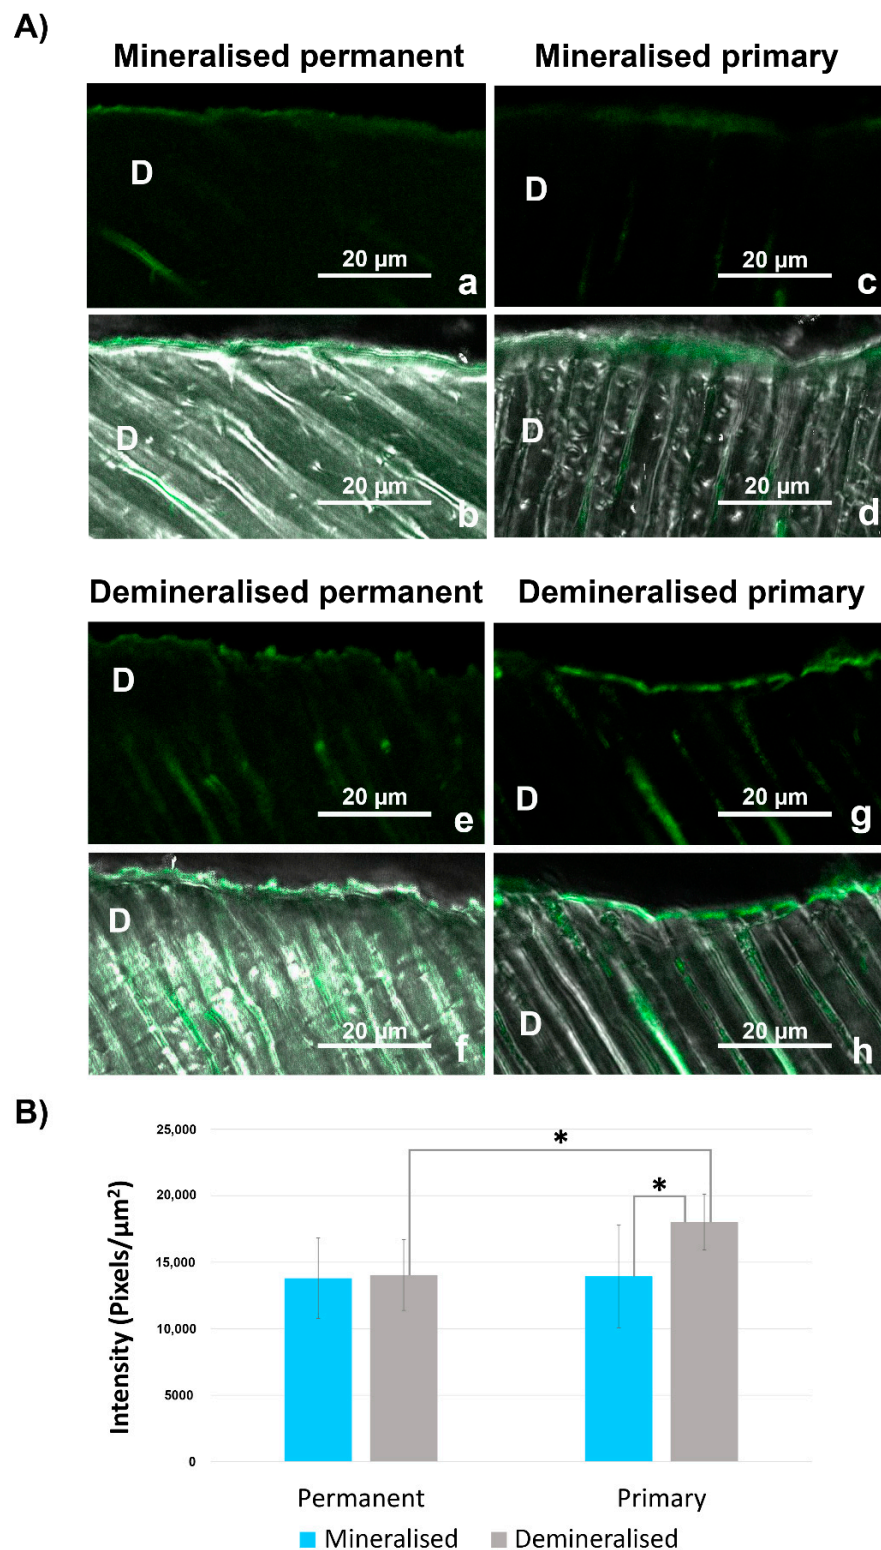 A)
Mineralised permanent
Mineralised primary
D
20 µm
a
D
20 µm
c
D
20 µm
b
D
20 µm
d
Demineralised permanent
Demineralised primary
D
20 µm
e
D
20 µm
g
D
20 µm
f
D
20 µm
h
B)
Intensity (Pixels/µm²)
25,000
20,000
15,000
10,000
5000
0
*
*
Permanent
Primary
Mineralised
Demineralised